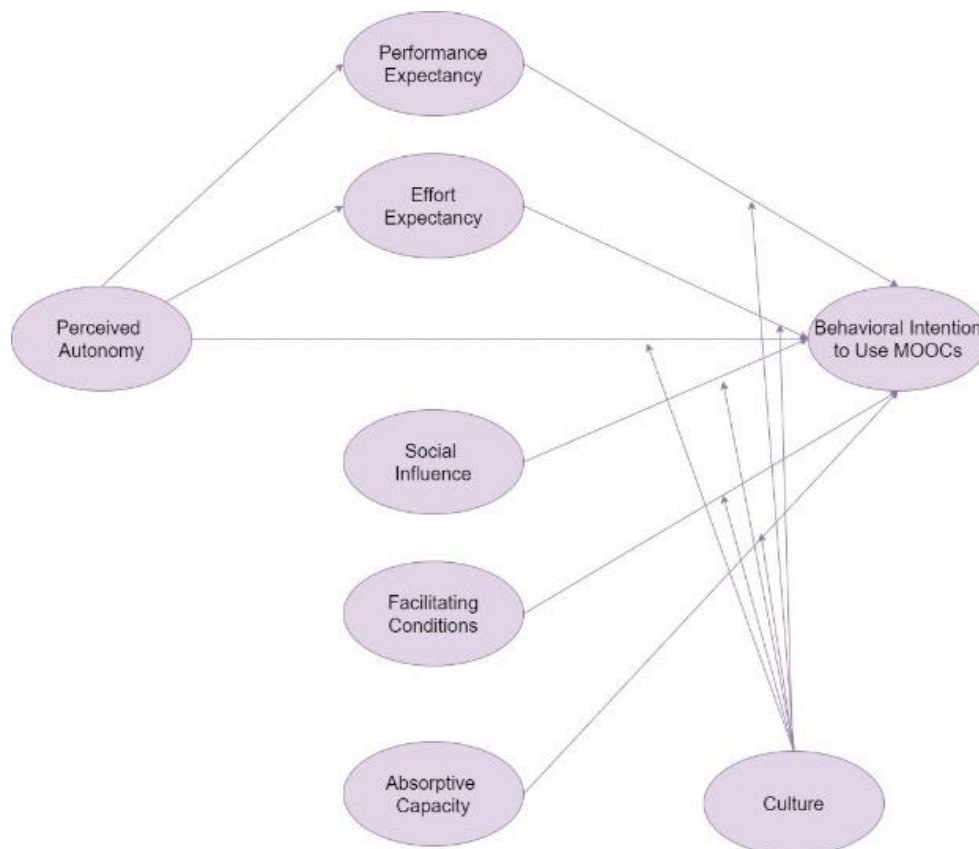 Performance
Expectancy
Effort
Expectancy
Perceived
Autonomy
Behavioral Intention
to Use MOOCs
Social
Influence
Facilitating
Conditions
Absorptive
Capacity
Culture